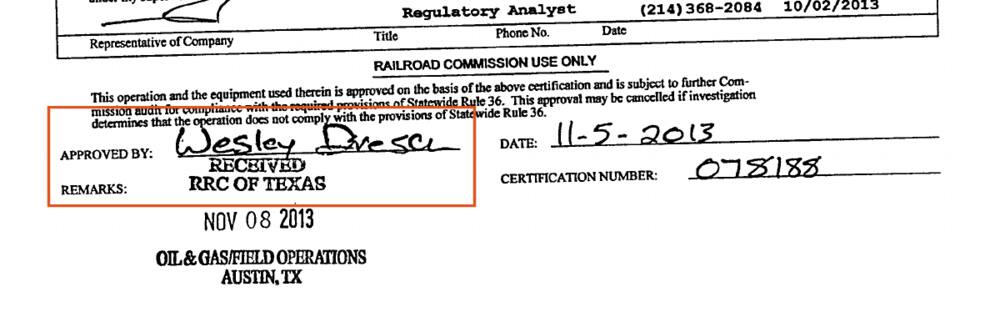 Regulatory Analyst (214)368-2084 10/02/2013
Representative of Company Title Phone No. Date
RAILROAD COMMISSION USE ONLY
This operation and the equipment used therein is approved on the basis of the above certification and is subject to further Com-
mission audit for compliance with the required provisions of Statewide Rule 36. This approval may be cancelled if investigation
determines that the operation does not comply with the provisions of Statewide Rule 36.
APPROVED BY: Wesley DATE: 11-5-2013
RECEIVED
REMARKS: RRC OF TEXAS CERTIFICATION NUMBER: 078188
NOV 08 2013
OIL & GAS/FIELD OPERATIONS
AUSTIN, TX